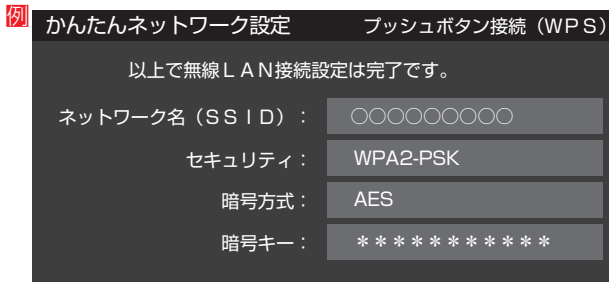 例
かんたんネットワーク設定 プッシュボタン接続（ＷＰＳ）
以上で無線ＬＡＮ接続設定は完了です。
ネットワーク名（ＳＳＩＤ）： ○○○○○○○○○
セキュリティ： WPA2-PSK
暗号方式： AES
暗号キー： ＊＊＊＊＊＊＊＊＊＊＊